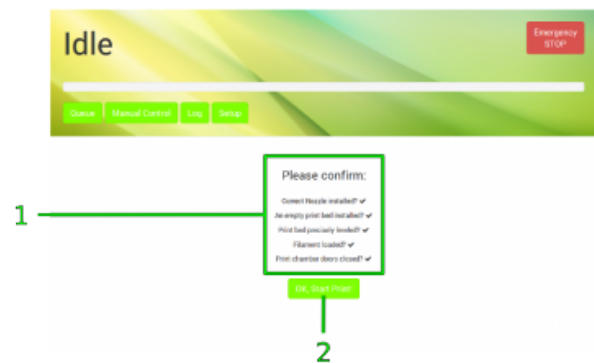 Idle
Emergency
STOP
Queue
Manual Control
Log
Setup
Please confirm:
Correct Nozzle installed? ✔
An empty print bed installed? ✔
Print bed precisely leveled? ✔
Filament loaded? ✔
Print chamber doors closed? ✔
1
OK, Start Print!
2